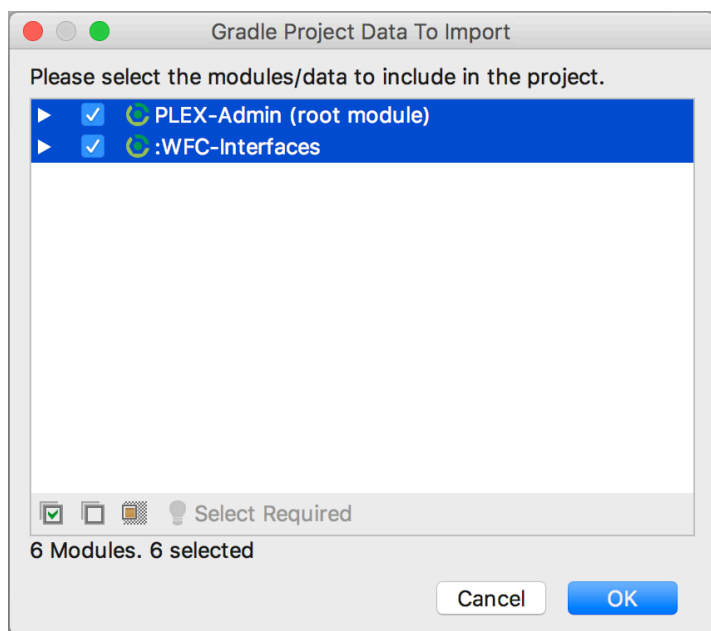 Gradle Project Data To Import
Please select the modules/data to include in the project.
PLEX-Admin (root module)
:WFC-Interfaces
Select Required
6 Modules. 6 selected
Cancel OK